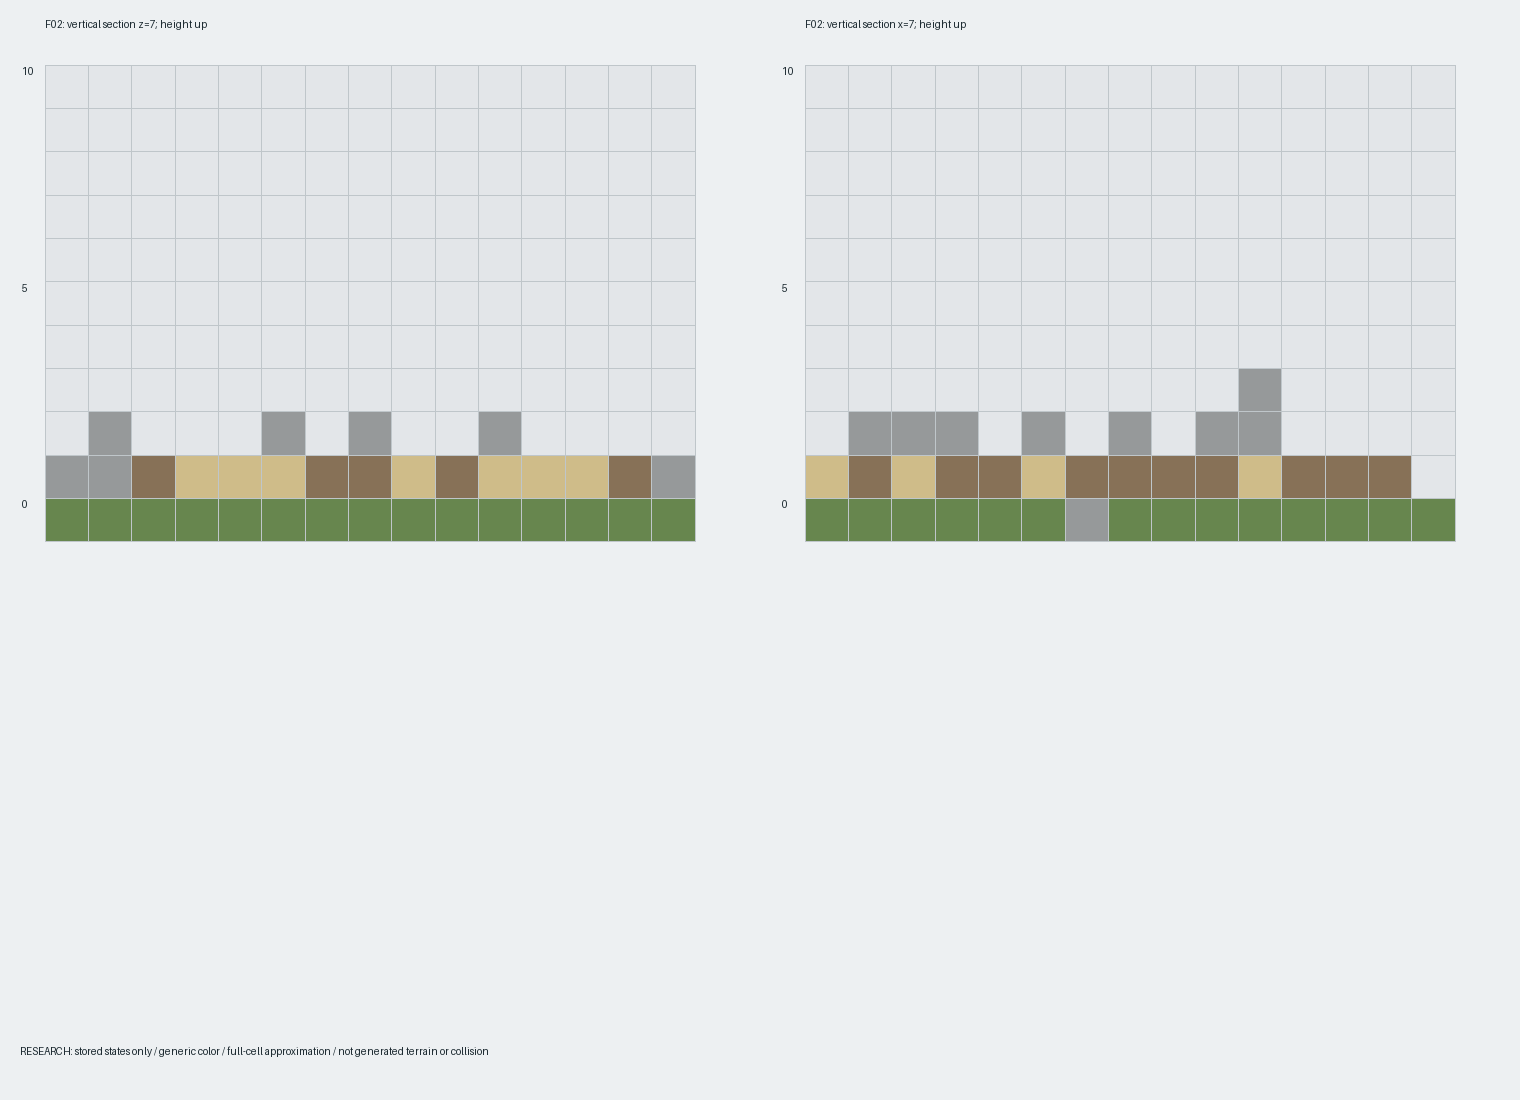 F02: vertical section z=7; height up
F02: vertical section x=7; height up
10
10
5
5
0
0
RESEARCH: stored states only / generic color / full-cell approximation / not generated terrain or collision